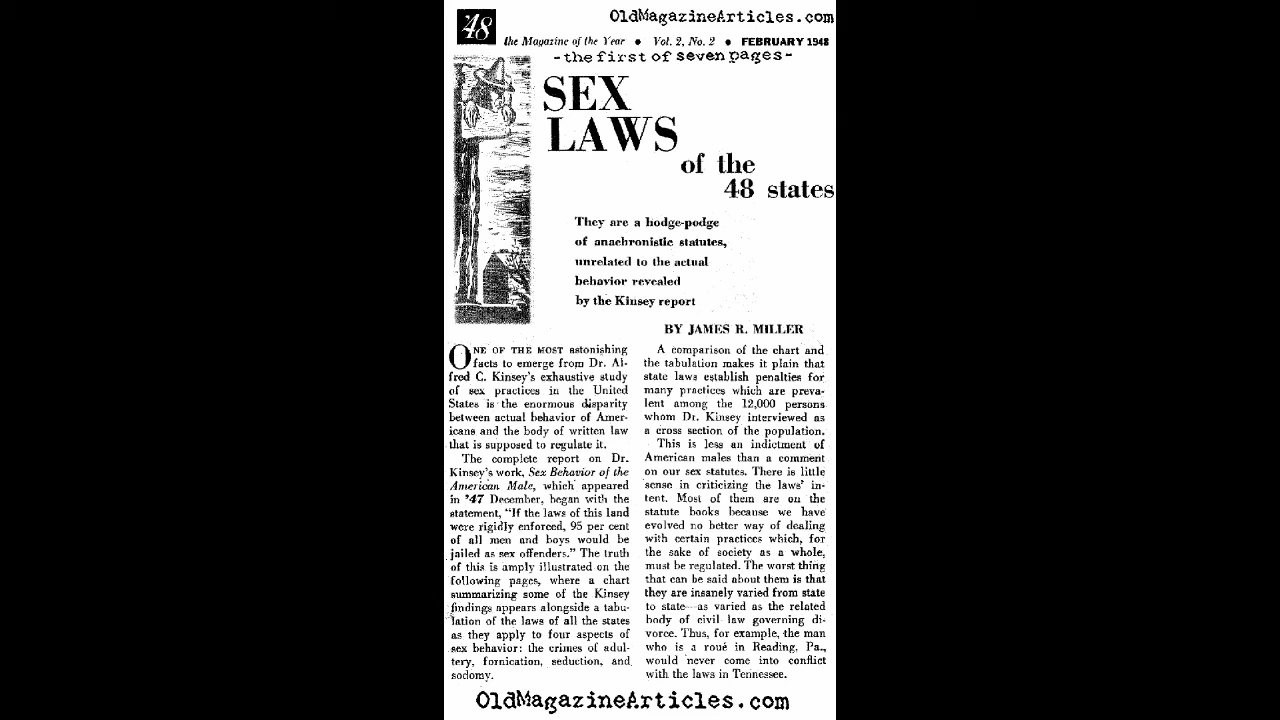 '48
OldMagazineArticles.com
the Magazine of the Year • Vol. 2, No. 2 • FEBRUARY 1948
-the first of seven pages-
SEX
LAWS
of the
48 states
They are a hodge-podge
of anachronistic statutes,
unrelated to the actual
behavior revealed
by the Kinsey report
BY JAMES R. MILLER
ONE OF THE MOST astonishing
facts to emerge from Dr. Al-
fred C. Kinsey's exhaustive study
of sex practices in the United
States is the enormous disparity
between actual behavior of Amer-
icans and the body of written law
that is supposed to regulate it.
The complete report on Dr.
Kinsey's work, Sex Behavior of the
American Male, which appeared
in '47 December, began with the
statement, "If the laws of this land
were rigidly enforced, 95 per cent
of all men and boys would be
jailed as sex offenders." The truth
of this is amply illustrated on the
following pages, where a chart
summarizing some of the Kinsey
findings appears alongside a tabu-
lation of the laws of all the states
as they apply to four aspects of
sex behavior: the crimes of adul-
tery, fornication, seduction, and
sodomy.
A comparison of the chart and
the tabulation makes it plain that
state laws establish penalties for
many practices which are preva-
lent among the 12,000 persons
whom Dr. Kinsey interviewed as
a cross section of the population.
This is less an indictment of
American males than a comment
on our sex statutes. There is little
sense in criticizing the laws' in-
tent. Most of them are on the
statute books because we have
evolved no better way of dealing
with certain practices which, for
the sake of society as a whole,
must be regulated. The worst thing
that can be said about them is that
they are insanely varied from state
to state—as varied as the related
body of civil law governing di-
vorce. Thus, for example, the man
who is a roué in Reading, Pa.,
would never come into conflict
with the laws in Tennessee.
OldMagazineArticles.com